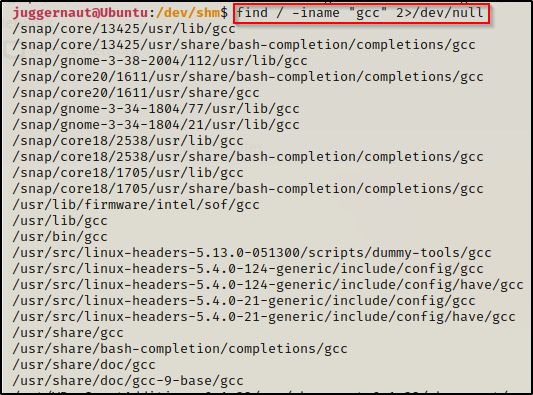 juggernaut@Ubuntu:/dev/shm$ find / -iname "gcc" 2>/dev/null
/snap/core/13425/usr/lib/gcc
/snap/core/13425/usr/share/bash-completion/completions/gcc
/snap/gnome-3-38-2004/112/usr/lib/gcc
/snap/core20/1611/usr/share/bash-completion/completions/gcc
/snap/core20/1611/usr/share/gcc
/snap/gnome-3-34-1804/77/usr/lib/gcc
/snap/gnome-3-34-1804/21/usr/lib/gcc
/snap/core18/2538/usr/lib/gcc
/snap/core18/2538/usr/share/bash-completion/completions/gcc
/snap/core18/1705/usr/lib/gcc
/snap/core18/1705/usr/share/bash-completion/completions/gcc
/usr/lib/firmware/intel/sof/gcc
/usr/lib/gcc
/usr/bin/gcc
/usr/src/linux-headers-5.13.0-051300/scripts/dummy-tools/gcc
/usr/src/linux-headers-5.4.0-124-generic/include/config/gcc
/usr/src/linux-headers-5.4.0-124-generic/include/config/have/gcc
/usr/src/linux-headers-5.4.0-21-generic/include/config/gcc
/usr/src/linux-headers-5.4.0-21-generic/include/config/have/gcc
/usr/share/gcc
/usr/share/bash-completion/completions/gcc
/usr/share/doc/gcc
/usr/share/doc/gcc-9-base/gcc